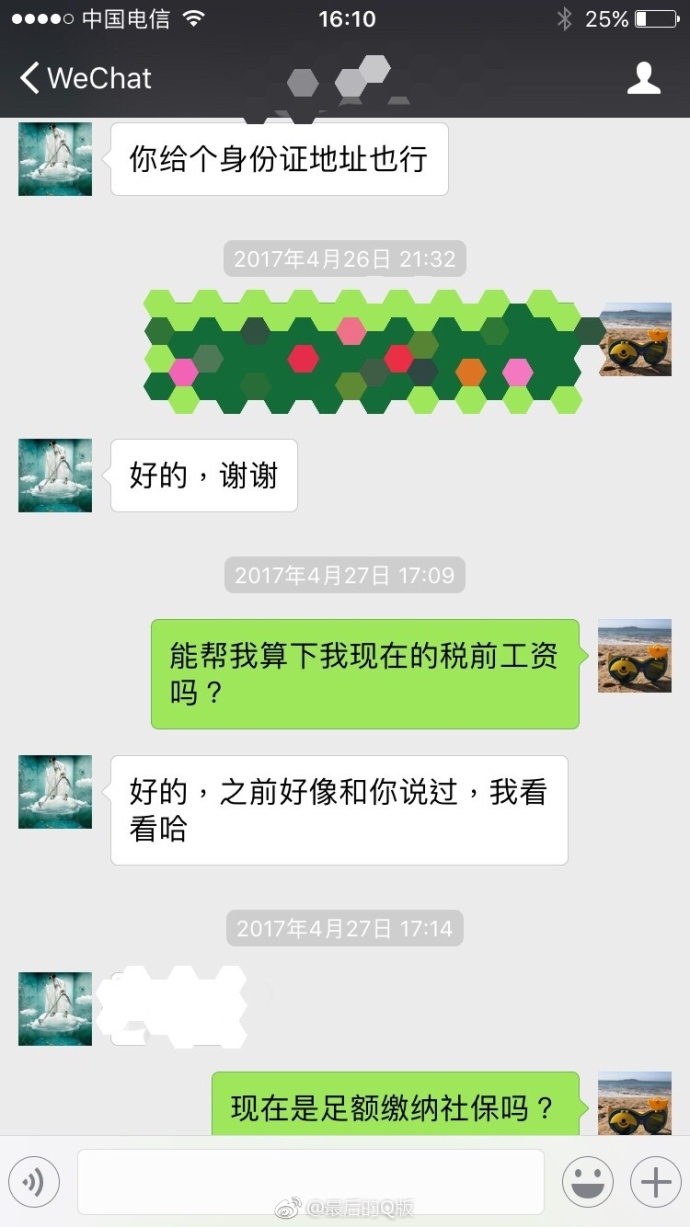 中国电信 16:10 25%
WeChat
你给个身份证地址也行
2017年4月26日 21:32
好的，谢谢
2017年4月27日 17:09
能帮我算下我现在的税前工资
吗？
好的，之前好像和你说过，我看
看哈
2017年4月27日 17:14
现在是足额缴纳社保吗？
@最后的Q版